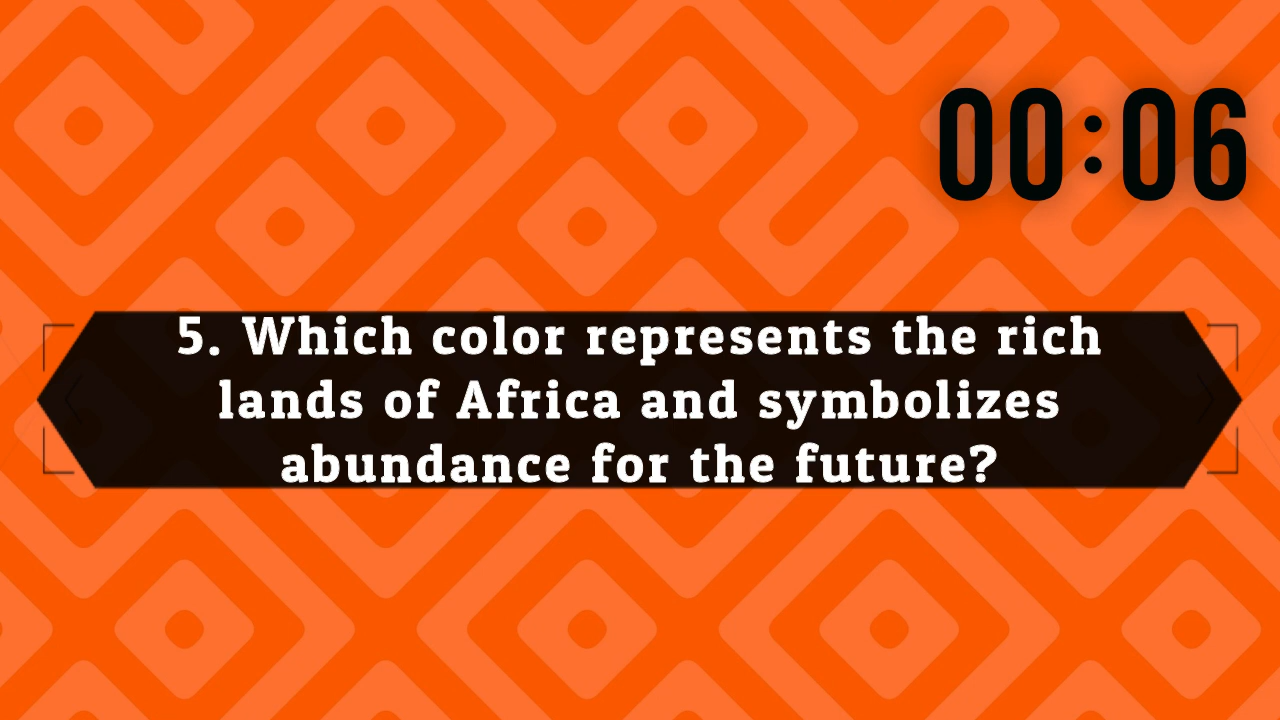 00:06
5. Which color represents the rich
lands of Africa and symbolizes
abundance for the future?